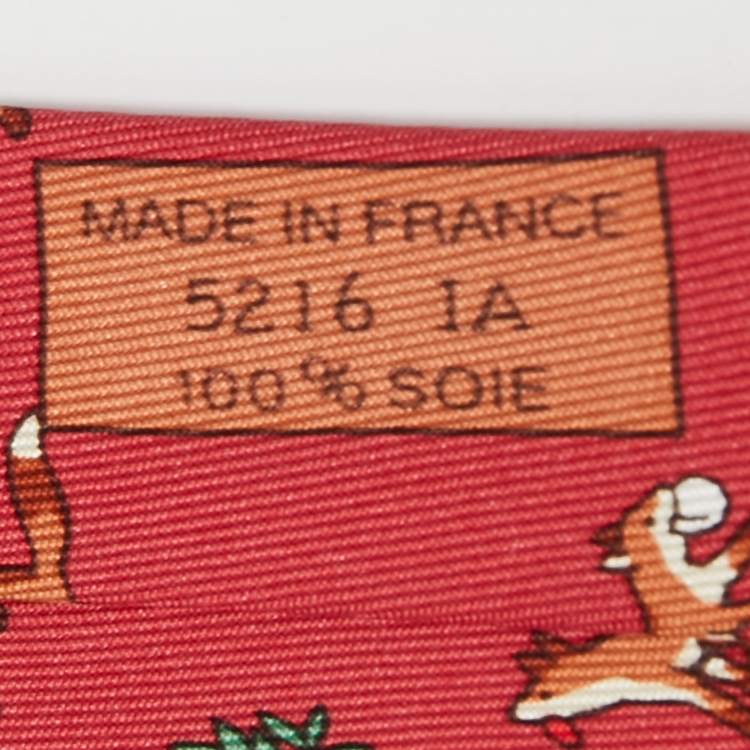 MADE IN FRANCE
5216 IA
100% SOIE